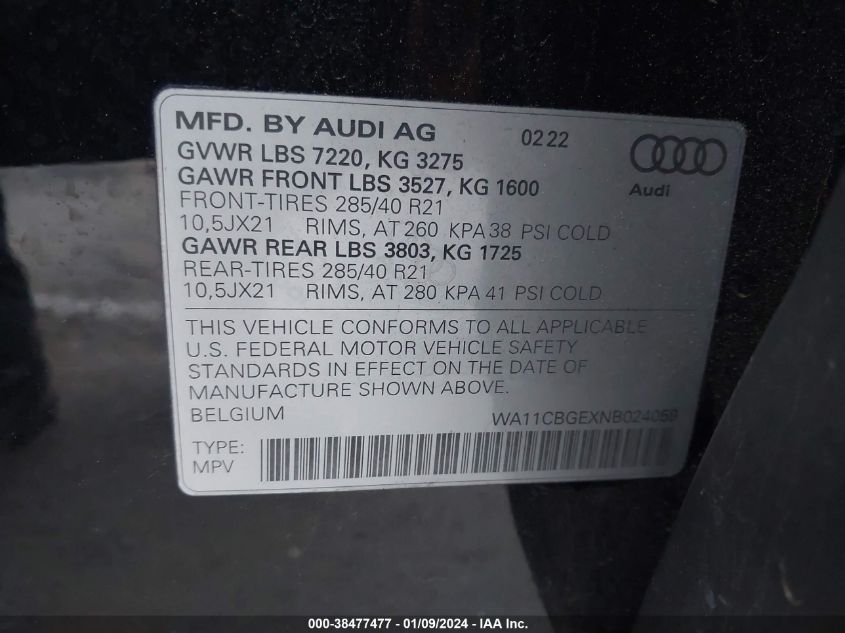 MFD. BY AUDI AG 02 22
GVWR LBS 7220, KG 3275
GAWR FRONT LBS 3527, KG 1600
FRONT-TIRES 285/40 R21
10,5JX21 RIMS, AT 260 KPA 38 PSI COLD
GAWR REAR LBS 3803, KG 1725
REAR-TIRES 285/40 R21
10,5JX21 RIMS, AT 280 KPA 41 PSI COLD
Audi
THIS VEHICLE CONFORMS TO ALL APPLICABLE
U.S. FEDERAL MOTOR VEHICLE SAFETY
STANDARDS IN EFFECT ON THE DATE OF
MANUFACTURE SHOWN ABOVE.
BELGIUM WA11CBGEXNB024059
TYPE:
MPV
000-38477477 - 01/09/2024 - IAA Inc.